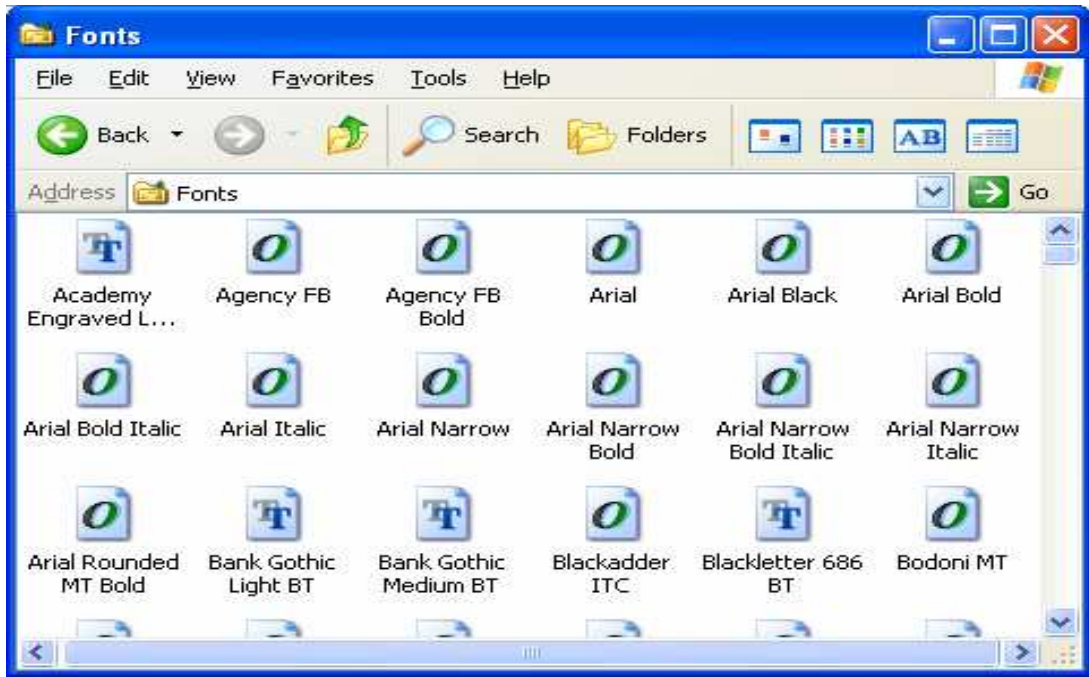 Fonts
File Edit View Favorites Tools Help
Back Search Folders AB
Address Fonts Go
Academy Agency FB Agency FB Arial Arial Black Arial Bold
Engraved L... Bold
Arial Bold Italic Arial Italic Arial Narrow Arial Narrow Arial Narrow Arial Narrow
Bold Bold Italic Italic
Arial Rounded Bank Gothic Bank Gothic Blackadder Blackletter 686 Bodoni MT
MT Bold Light BT Medium BT ITC BT